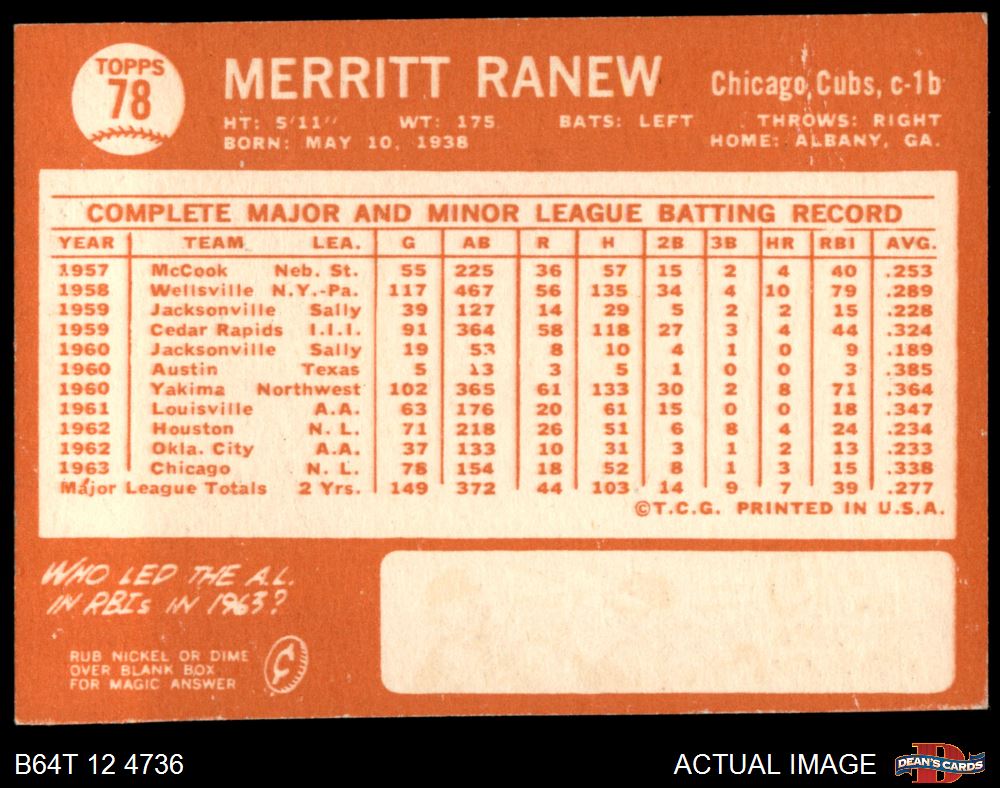 TOPPS
78
MERRITT RANEW
Chicago Cubs, c-1b
HT: 5'11" WT: 175 BATS: LEFT THROWS: RIGHT
BORN: MAY 10, 1938 HOME: ALBANY, GA.
COMPLETE MAJOR AND MINOR LEAGUE BATTING RECORD
YEAR TEAM LEA. G AB R H 2B 3B HR RBI AVG.
1957 McCook Neb. St. 55 225 36 57 15 2 4 40 .253
1958 Wellsville N.Y.-Pa. 117 467 56 135 34 4 10 79 .289
1959 Jacksonville Sally 39 127 14 29 5 2 2 15 .228
1959 Cedar Rapids I.I.I. 91 364 58 118 27 3 4 44 .324
1960 Jacksonville Sally 19 53 8 10 4 1 0 9 .189
1960 Austin Texas 5 13 3 5 1 0 0 3 .385
1960 Yakima Northwest 102 365 61 133 30 2 8 71 .364
1961 Louisville A.A. 63 176 20 61 15 0 0 18 .347
1962 Houston N. L. 71 218 26 51 6 8 4 24 .234
1962 Okla. City A.A. 37 133 10 31 3 1 2 13 .233
1963 Chicago N. L. 78 154 18 52 8 1 3 15 .338
Major League Totals 2 Yrs. 149 372 44 103 14 9 7 39 .277
©T.C.G. PRINTED IN U.S.A.
WHO LED THE A.L.
IN RBIs IN 1963?
RUB NICKEL OR DIME
OVER BLANK BOX
FOR MAGIC ANSWER
B64T 12 4736
ACTUAL IMAGE
DEAN'S CARDS